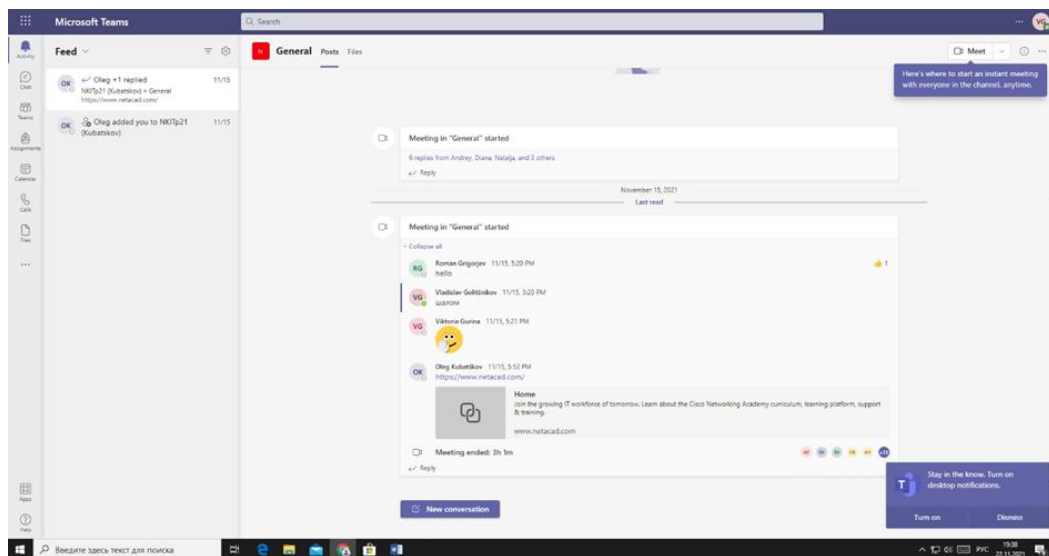 Microsoft Teams
Search
VG
Activity
Chat
Teams
Assignments
Calendar
Calls
Files
Apps
Help
Feed
Oleg +1 replied 11/15
OK
NKITp21 (Kubatskov) > General
https://www.netacad.com/
Oleg added you to NKITp21 11/15
OK
(Kubatskov)
N
General Posts Files
Meet
Here's where to start an instant meeting
with everyone in the channel, anytime.
Meeting in "General" started
6 replies from Andrey, Diana, Natalja, and 3 others
Reply
November 15, 2021
Last read
Meeting in "General" started
Collapse all
RG
Roman Grigorjev 11/15, 5:20 PM
1
hello
VG
Vladislav 11/15, 5:20 PM
шалом
VG
Viktoria Gurina 11/15, 5:21 PM
OK
Oleg 11/15, 5:52 PM
https://www.netacad.com/
Home
Join the growing IT workforce of tomorrow. Learn about the Cisco Networking Academy curriculum, learning platform, support
& training.
www.netacad.com
Meeting ended: 3h 1m
Reply
New conversation
Stay in the know. Turn on
desktop notifications.
Turn on Dismiss
Введите здесь текст для поиска
РУС
19:38
22.11.2021